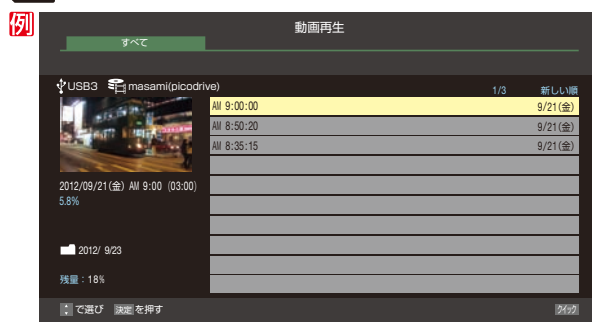 例
動画再生
すべて
USB3 masami(picodrive) 1/3 新しい順
AM 9:00:00 9/21(金)
AM 8:50:20 9/21(金)
AM 8:35:15 9/21(金)
2012/09/21(金) AM 9:00 (03:00)
5.8%
2012/ 9/23
残量：18%
で選び 決定 を押す クイック